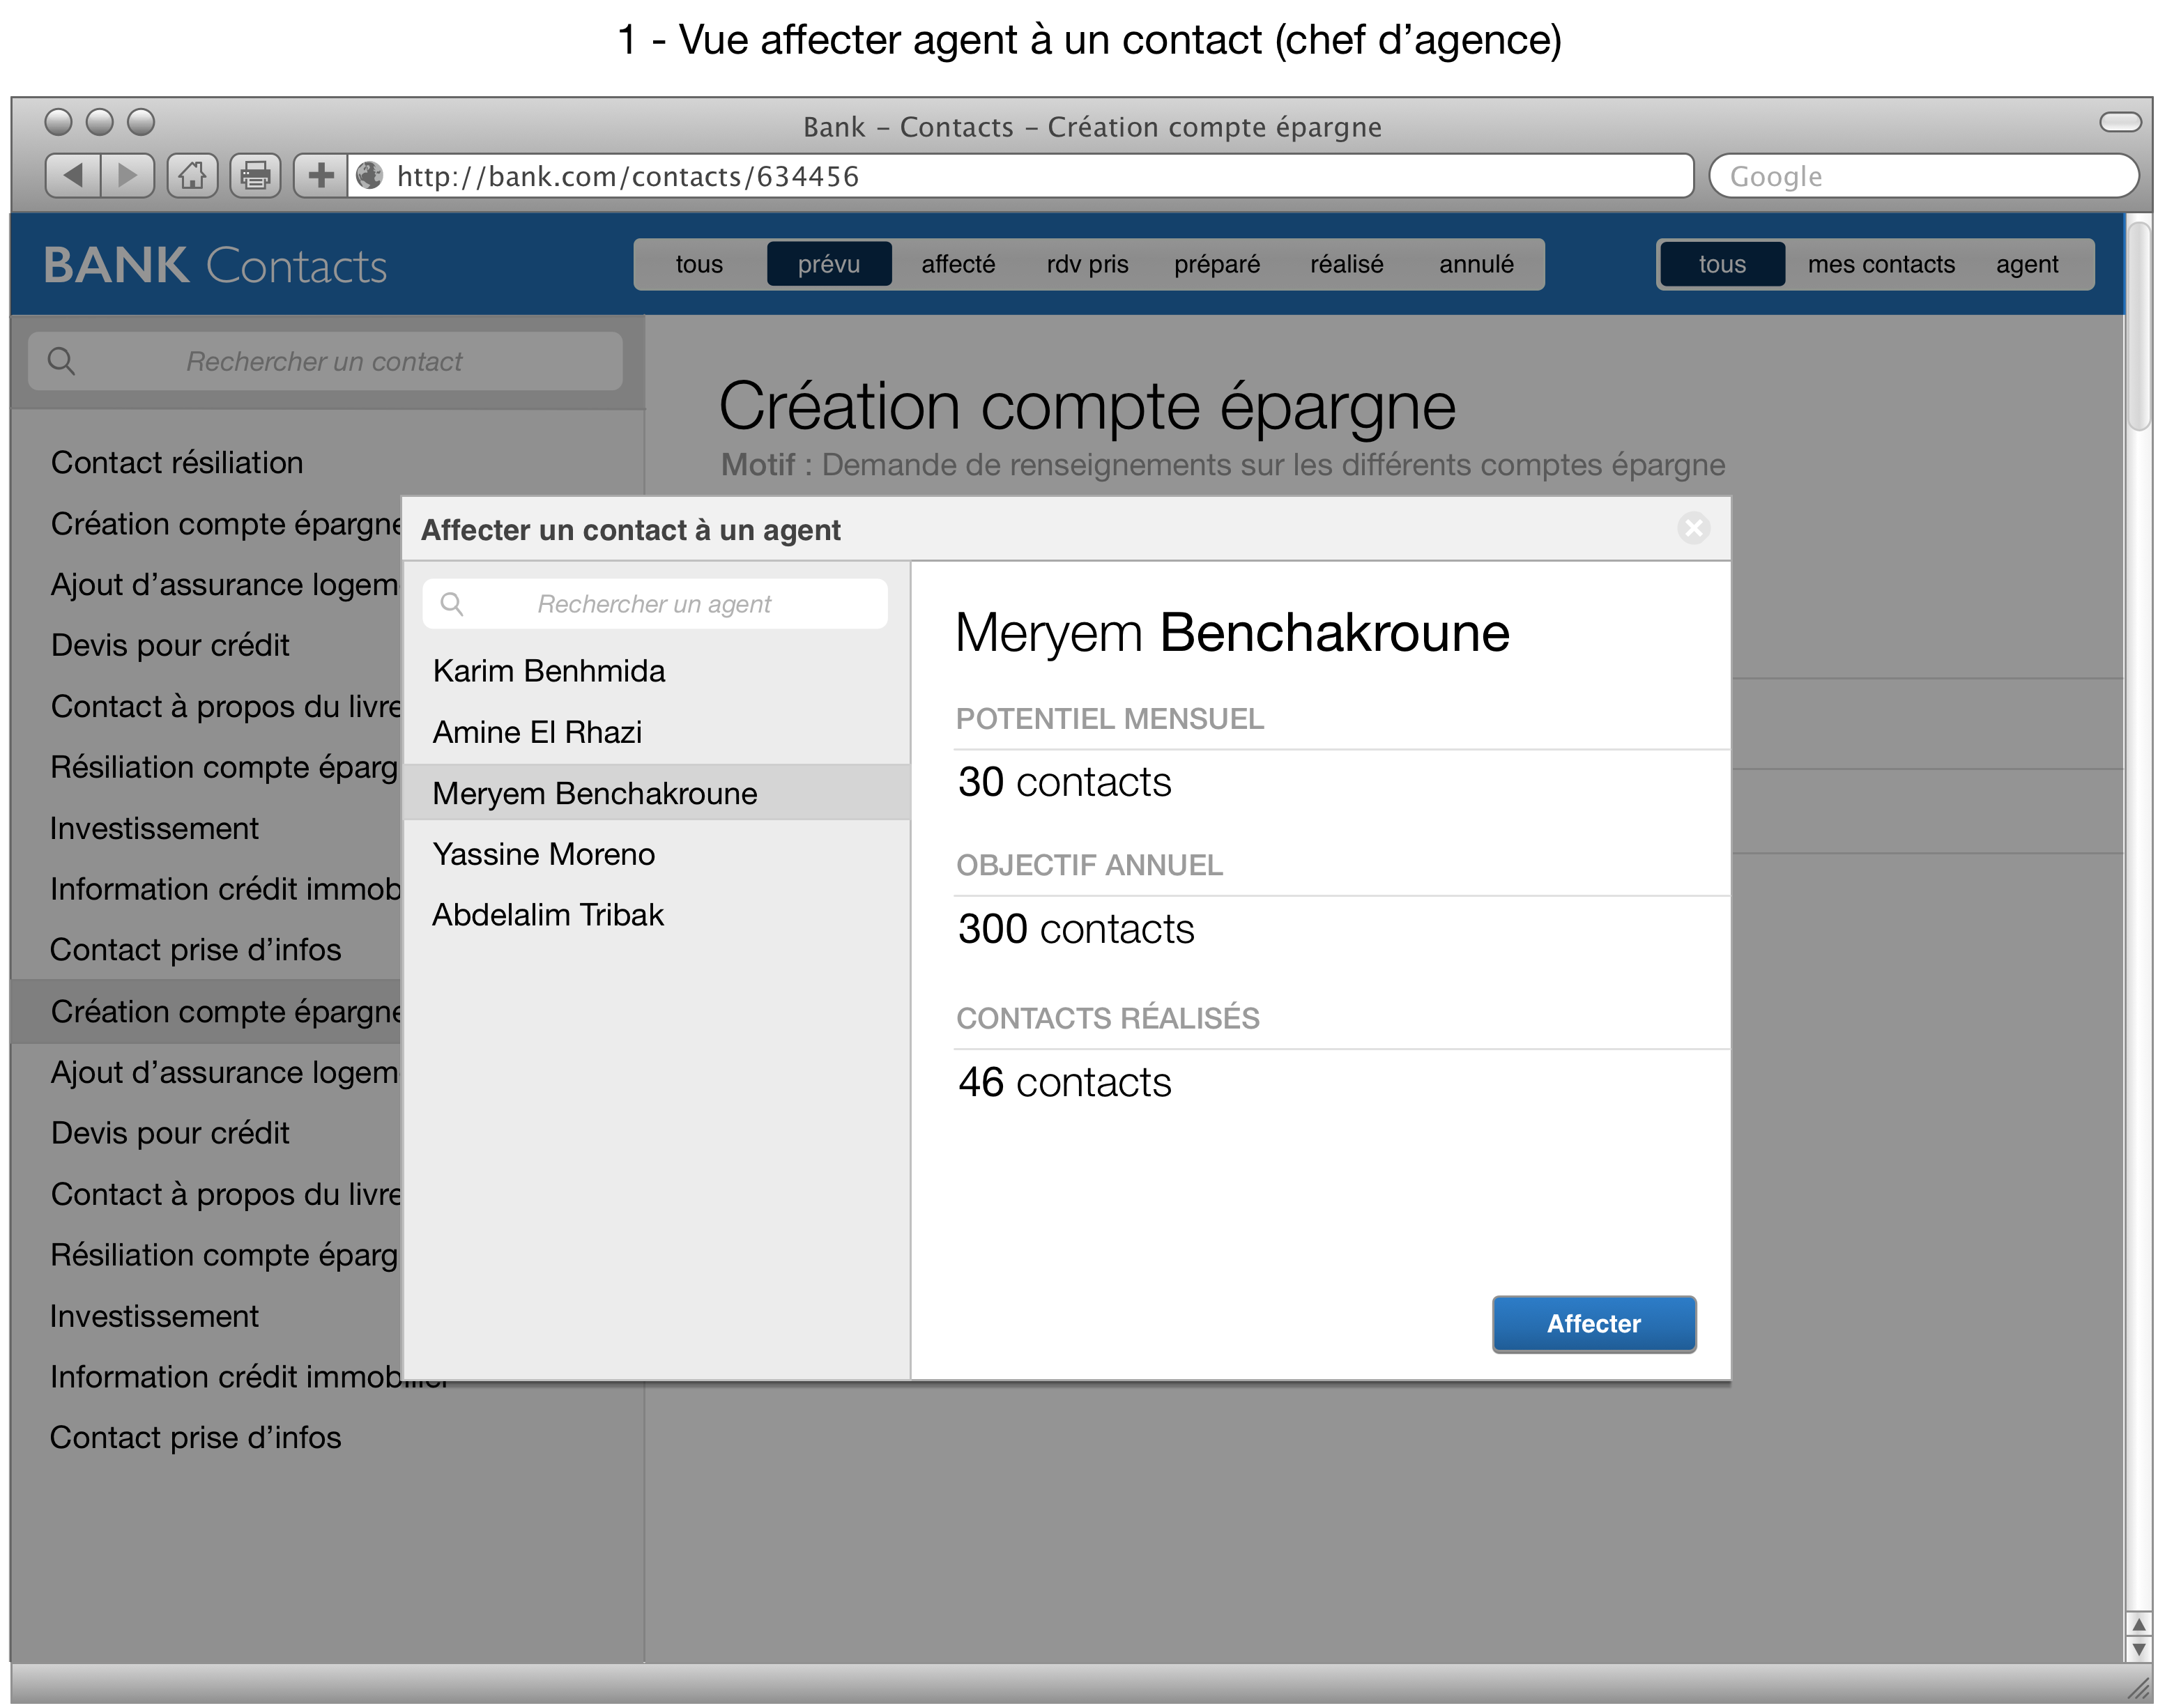 1 - Vue affecter agent à un contact (chef d’agence)
Bank – Contacts – Création compte épargne
http://bank.com/contacts/634456
Google
BANK Contacts
tous prévu affecté rdv pris préparé réalisé annulé
tous mes contacts agent
Rechercher un contact
Contact résiliation
Création compte épargne
Ajout d’assurance logem
Devis pour crédit
Contact à propos du livre
Résiliation compte éparg
Investissement
Information crédit immob
Contact prise d’infos
Création compte épargne
Ajout d’assurance logem
Devis pour crédit
Contact à propos du livre
Résiliation compte éparg
Investissement
Information crédit immobilier
Contact prise d’infos
Création compte épargne
Motif : Demande de renseignements sur les différents comptes épargne
Affecter un contact à un agent
Rechercher un agent
Karim Benhmida
Amine El Rhazi
Meryem Benchakroune
Yassine Moreno
Abdelalim Tribak
Meryem Benchakroune
POTENTIEL MENSUEL
30 contacts
OBJECTIF ANNUEL
300 contacts
CONTACTS RÉALISÉS
46 contacts
Affecter